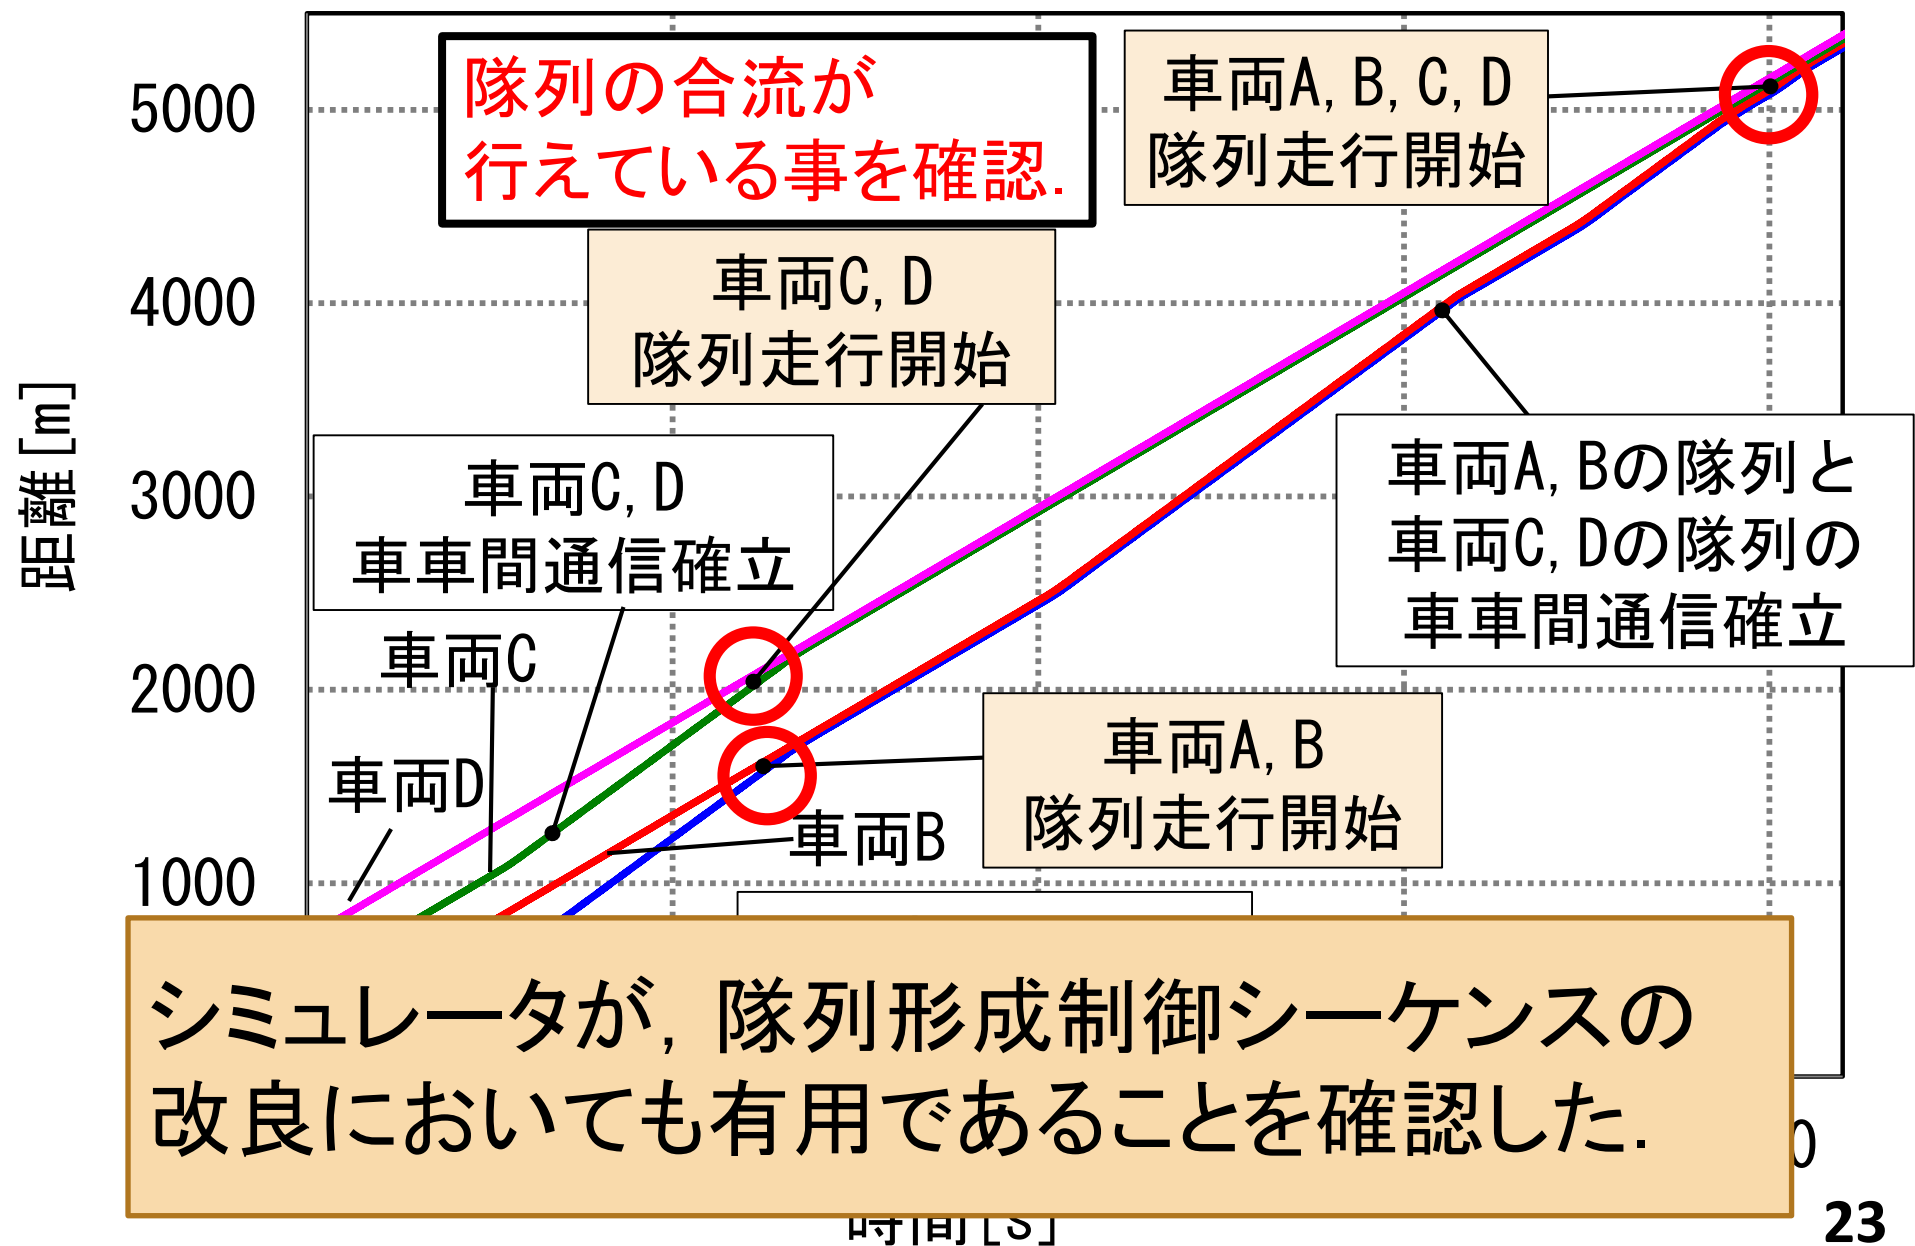 隊列の合流が
行えている事を確認.
車両A,B,C,D
隊列走行開始
車両C,D
隊列走行開始
車両C,D
車車間通信確立
車両A,Bの隊列と
車両C,Dの隊列の
車車間通信確立
車両C
車両D
車両A,B
隊列走行開始
車両B
5000
4000
3000
2000
1000
距離[m]
シミュレータが, 隊列形成制御シーケンスの
改良においても有用であることを確認した.
0
時間[s]
23